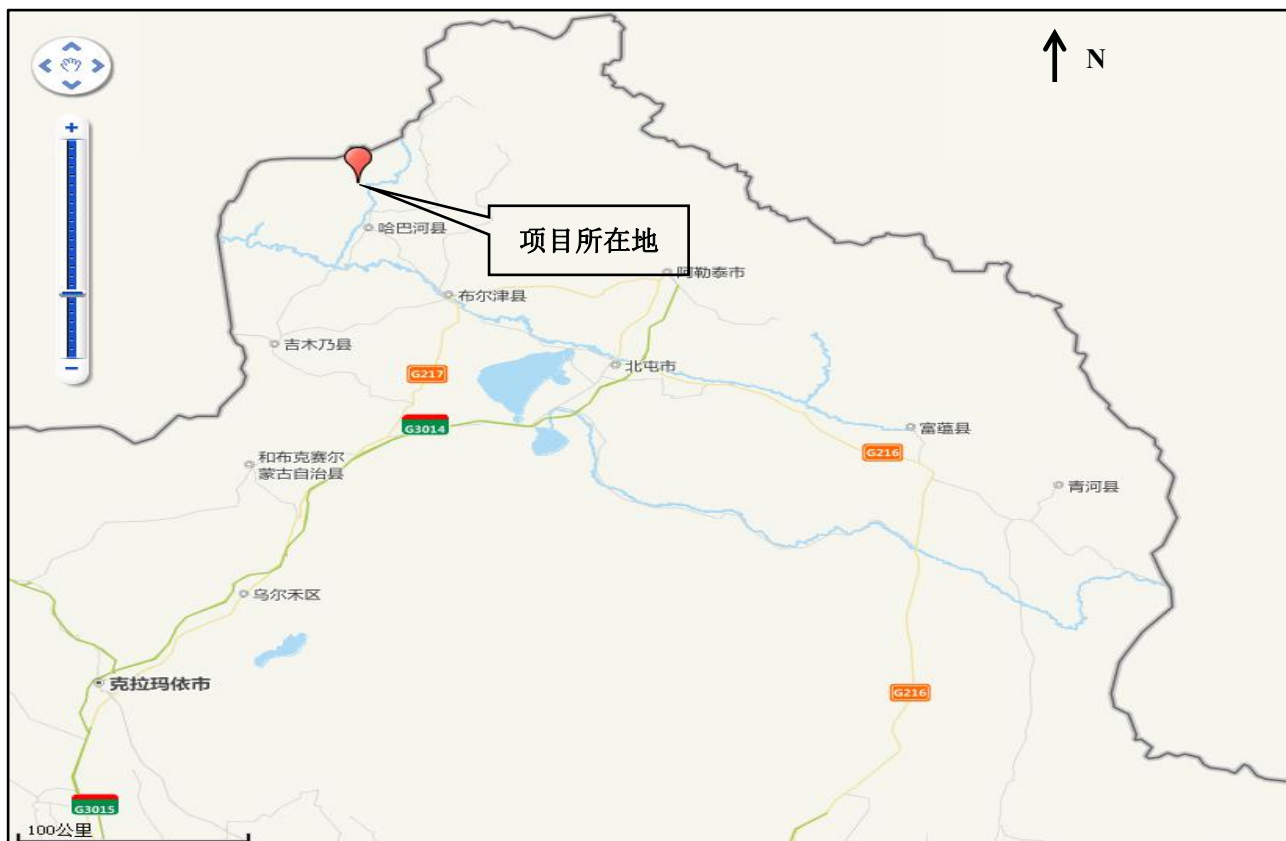 N
+
项目所在地
哈巴河县
阿勒泰市
布尔津县
吉木乃县
北屯市
G217
G3014
富蕴县
和布克赛尔
蒙古自治县
G216
青河县
乌尔禾区
克拉玛依市
G216
G3015
100公里